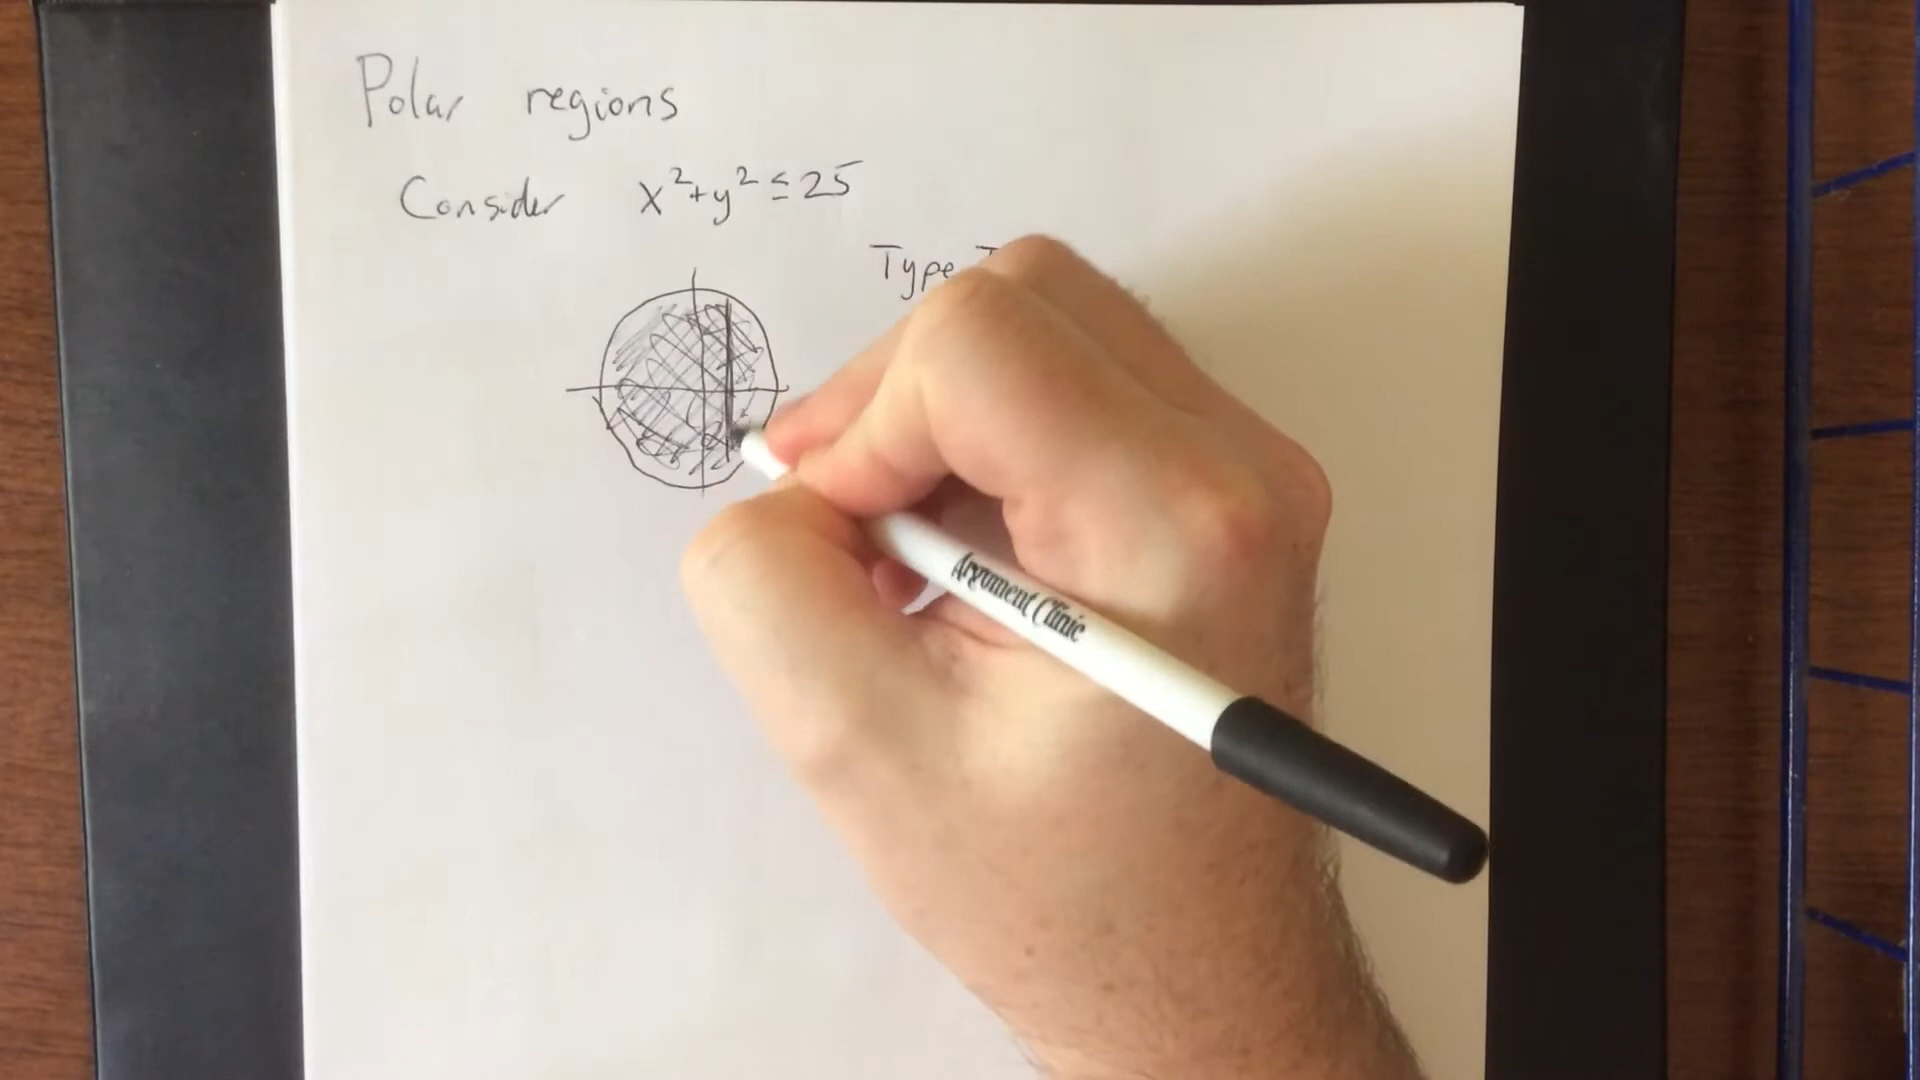 Polar regions
Consider x²+y² ≤ 25
Type
Argument Clinic